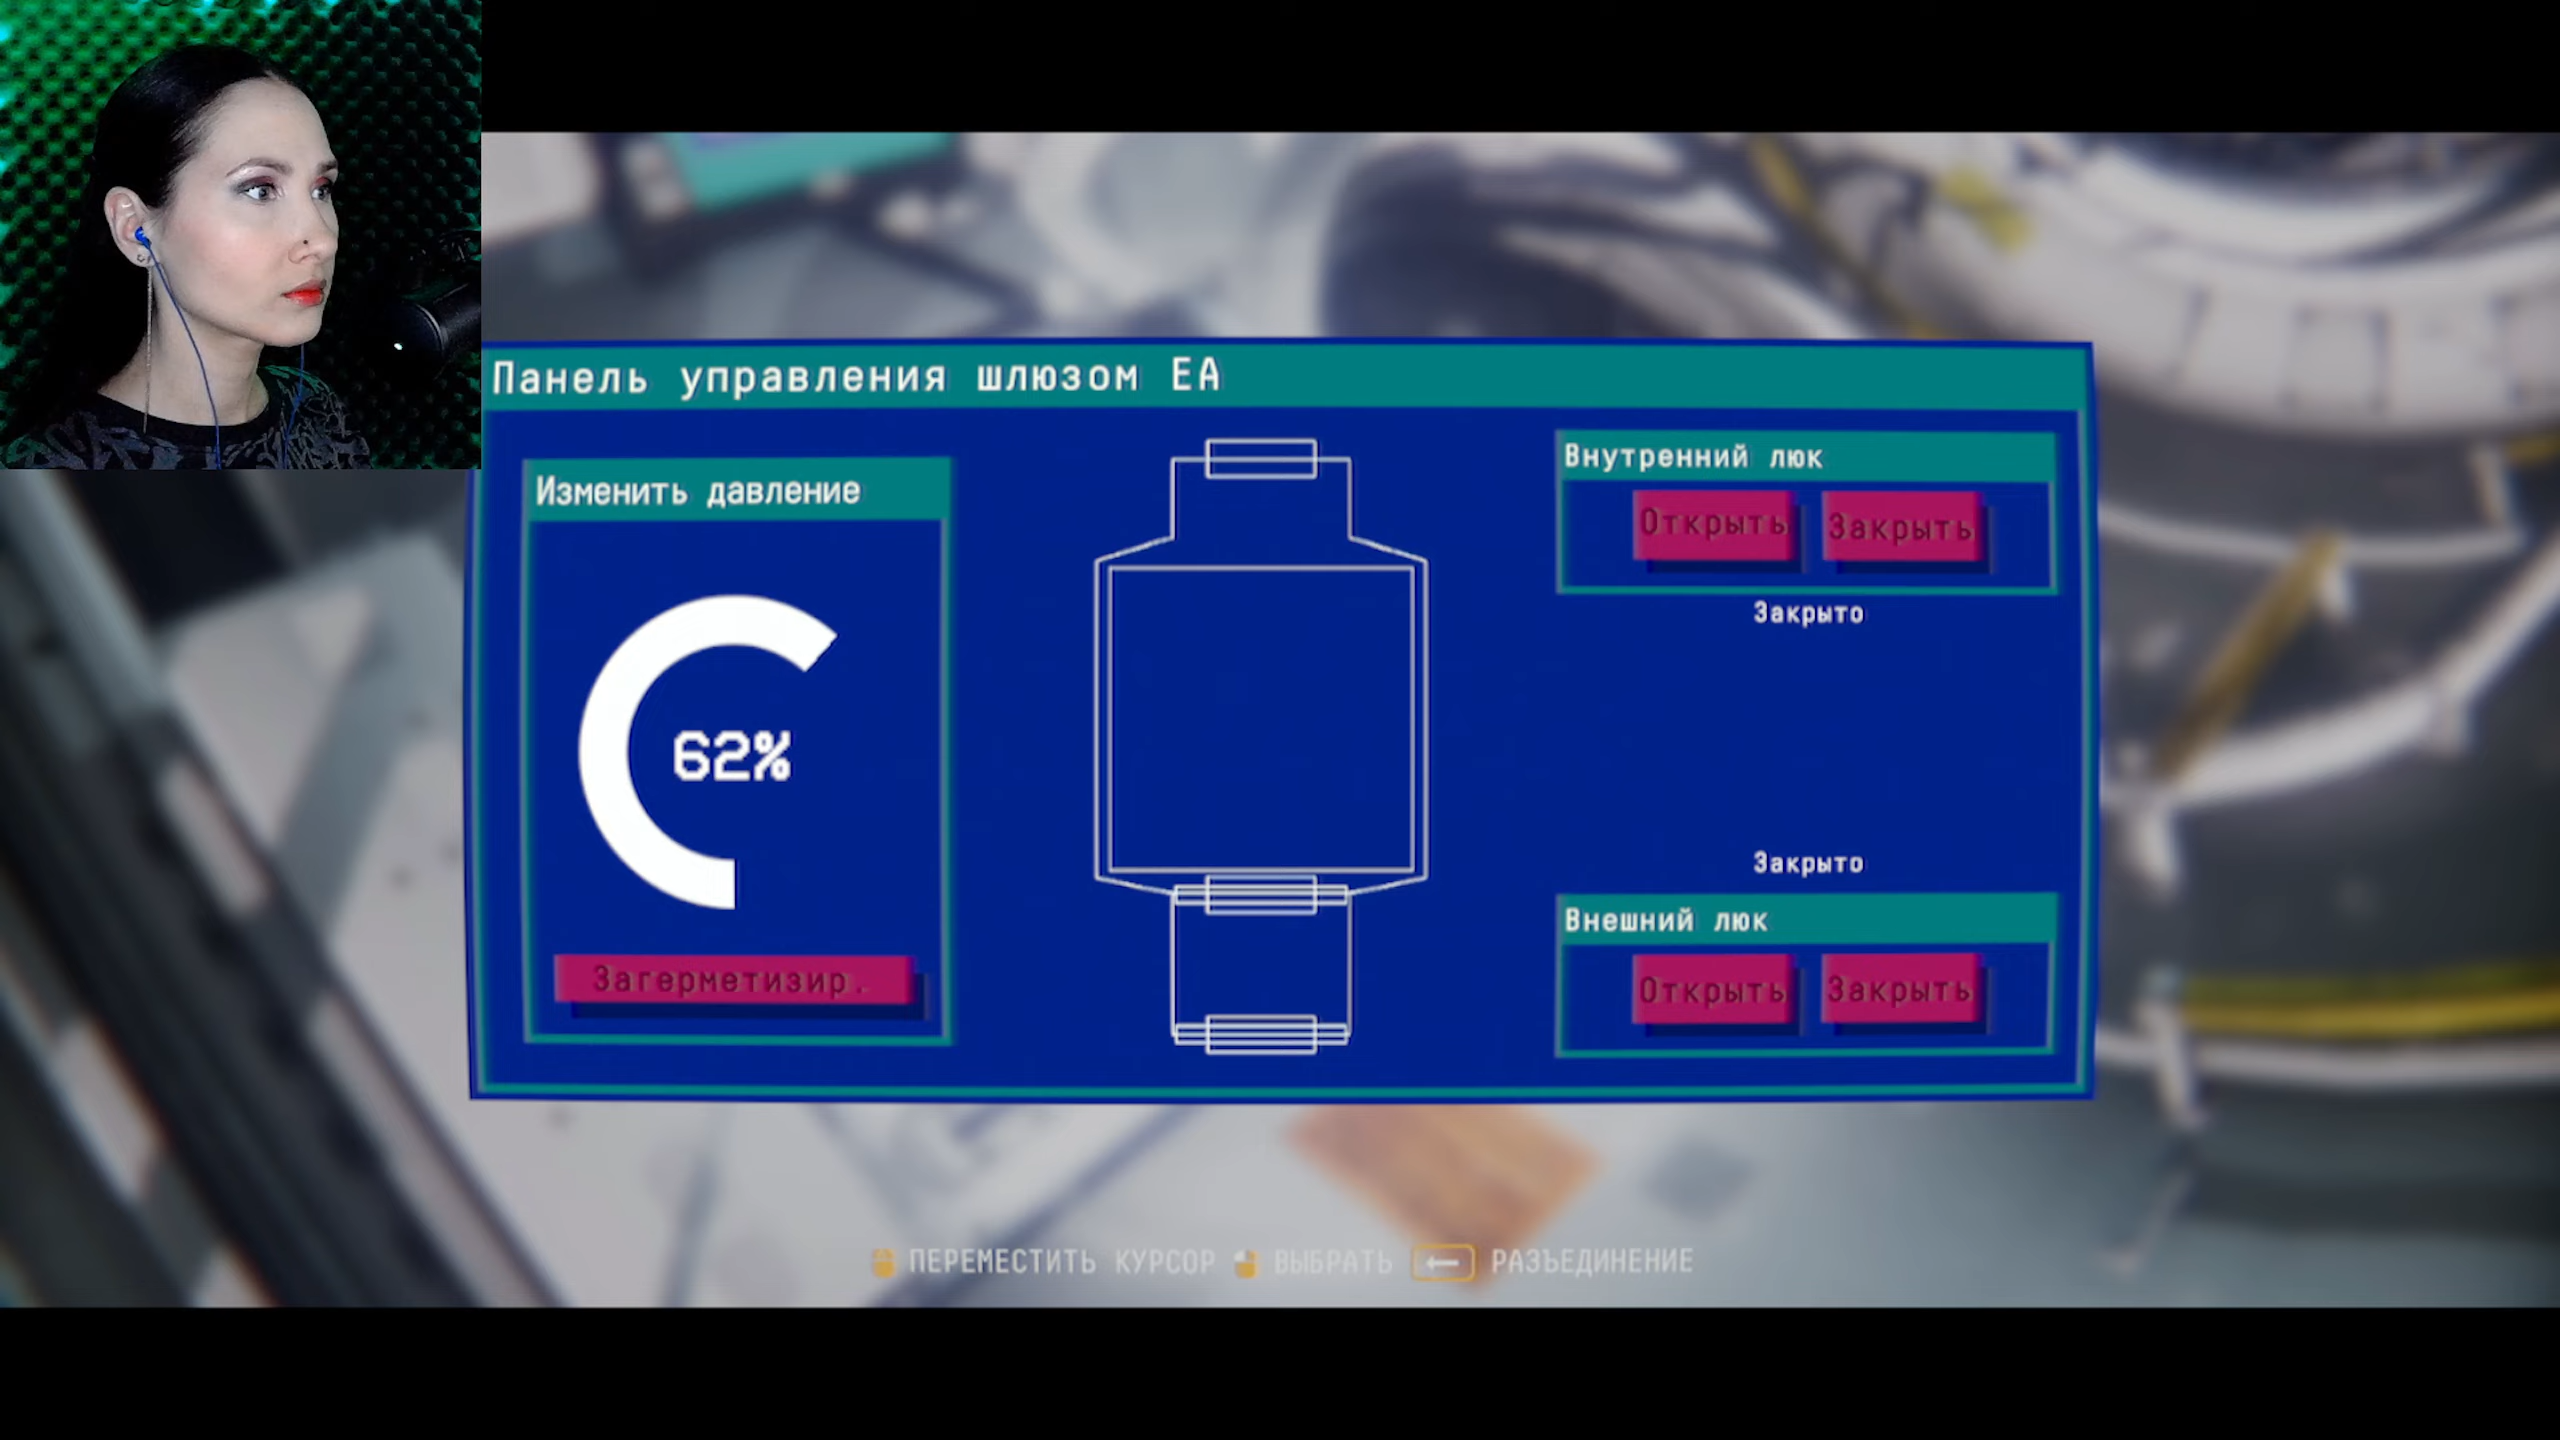 Панель управления шлюзом ЕА
Изменить давление
62%
Загерметизир.
Внутренний люк
Открыть Закрыть
Закрыто
Закрыто
Внешний люк
Открыть Закрыть
ПЕРЕМЕСТИТЬ КУРСОР ВЫБРАТЬ РАЗЪЕДИНЕНИЕ